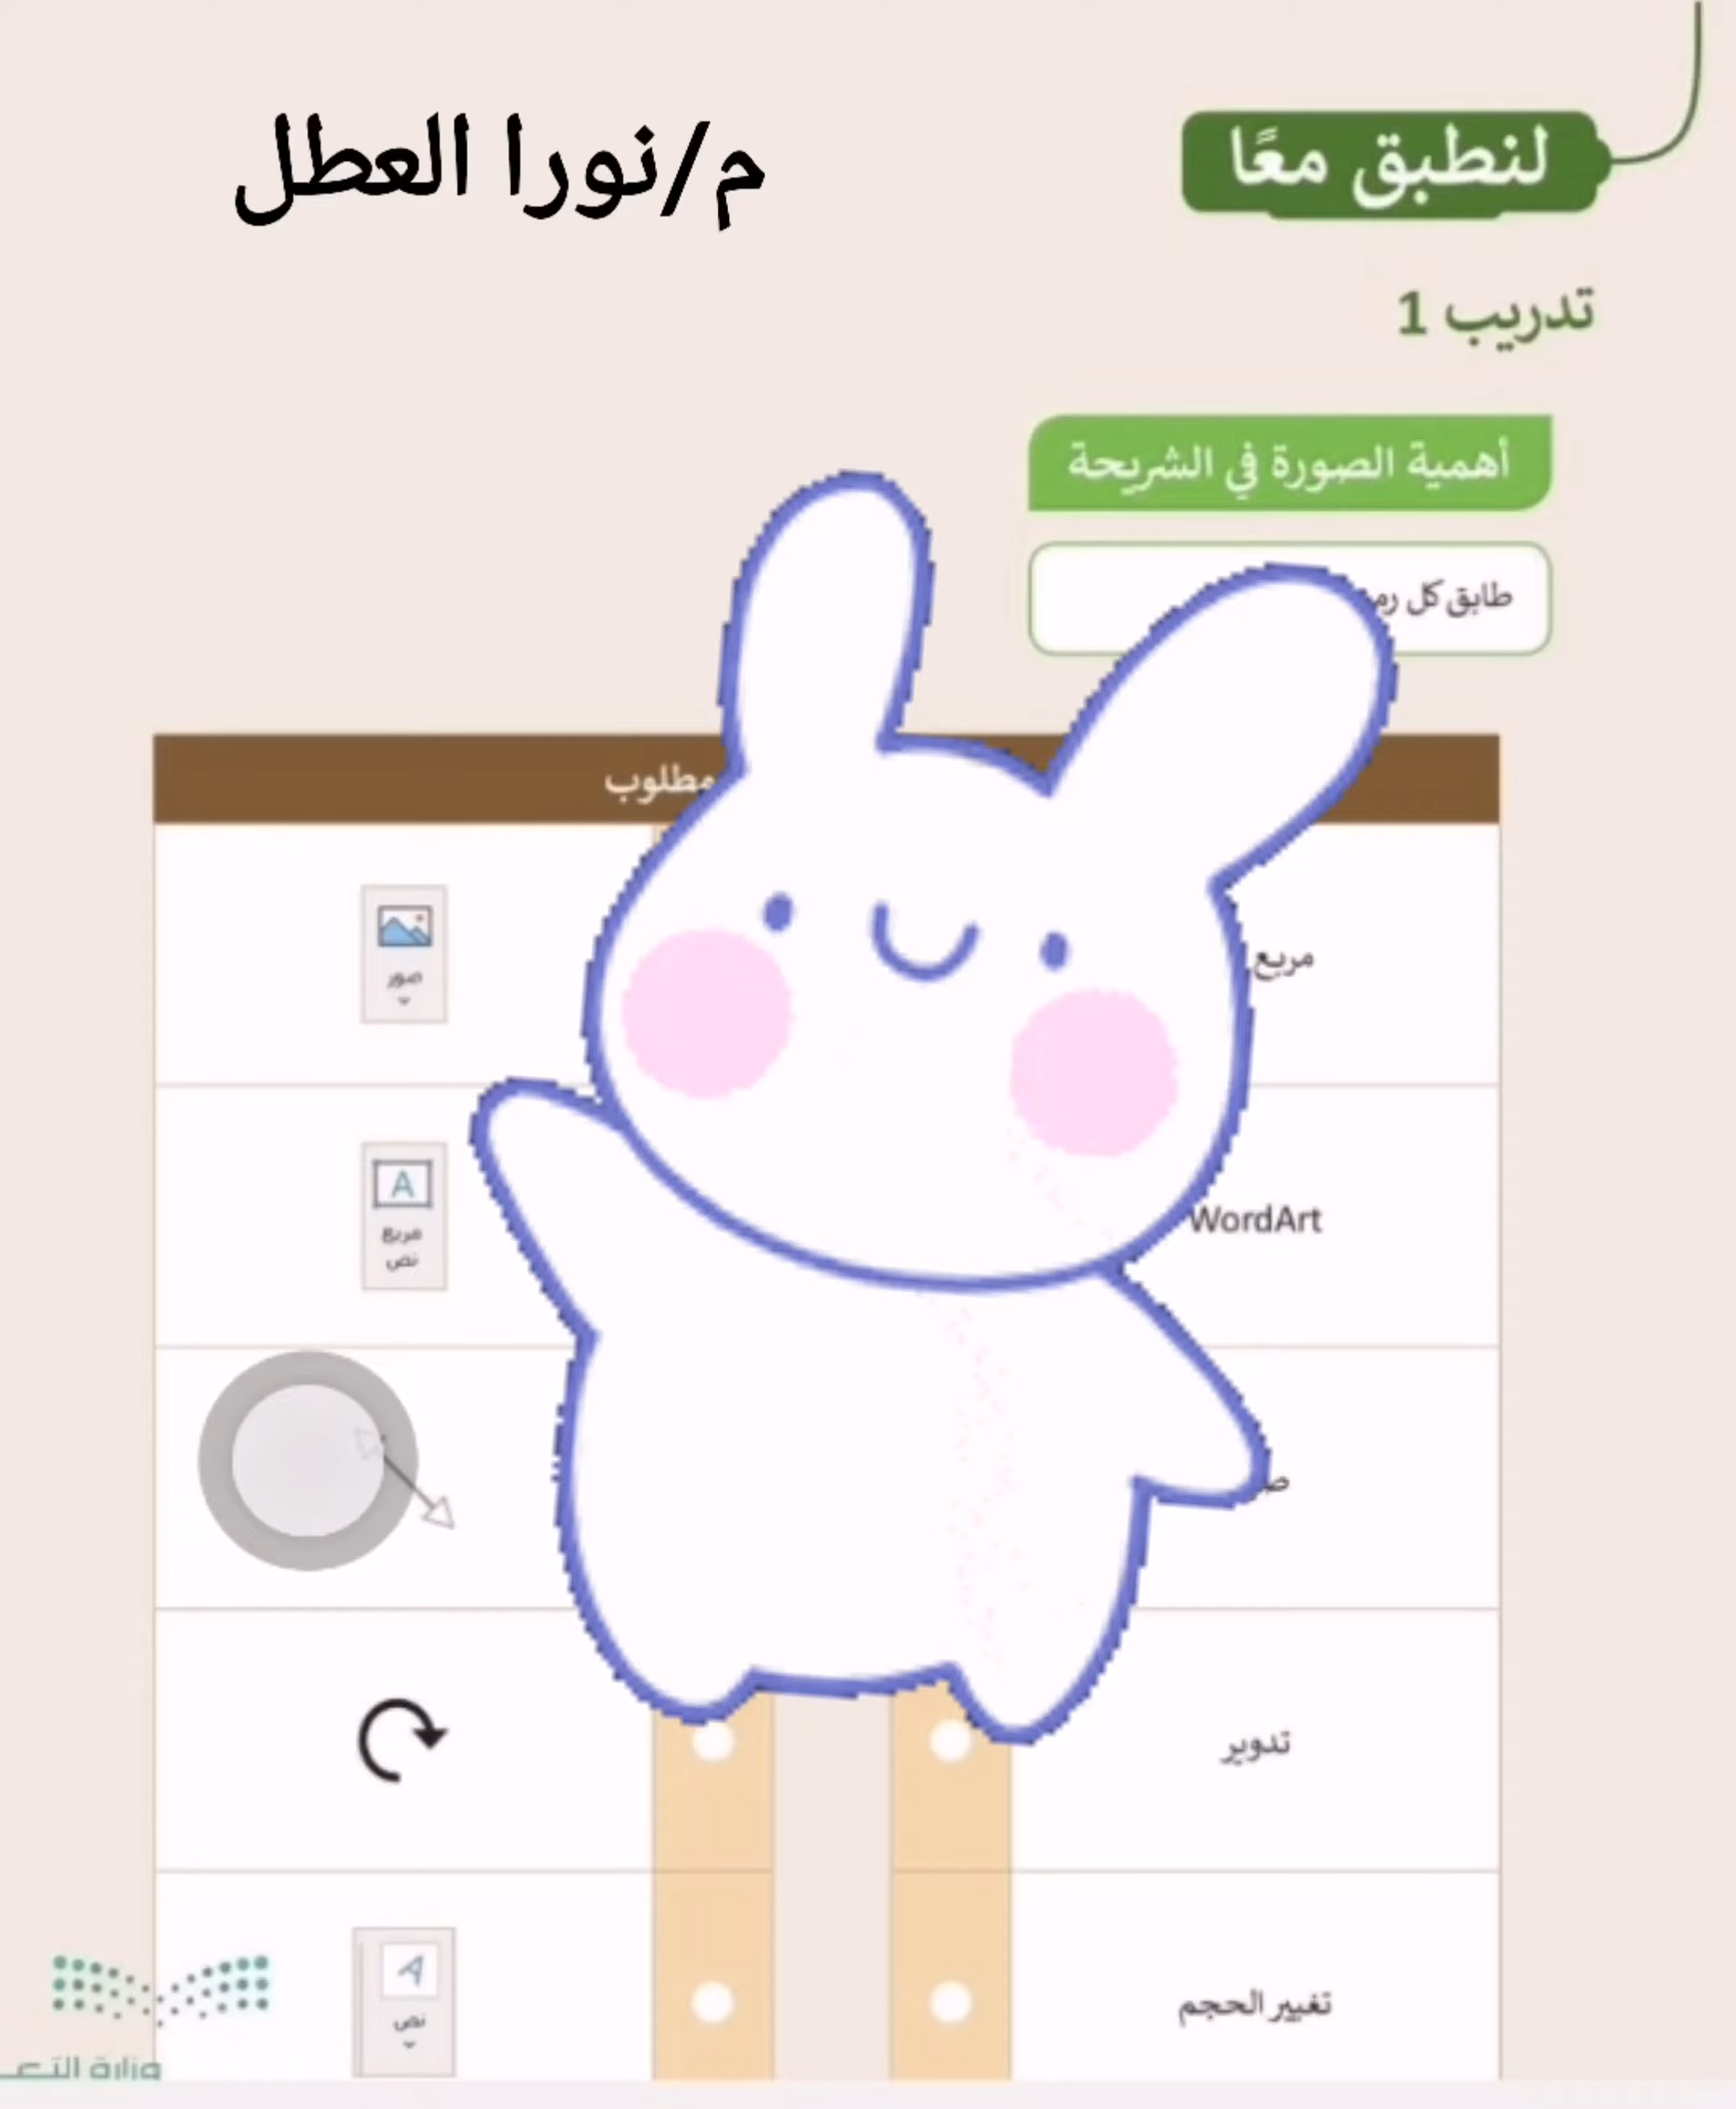 م/نورا العطل
لنطبق معًا
تدريب 1
أهمية الصورة في الشريحة
طابق كل
مطلوب
مربع
صور
WordArt
A
مربع
نص
تدوير
تغيير الحجم
A
نص
وزارة